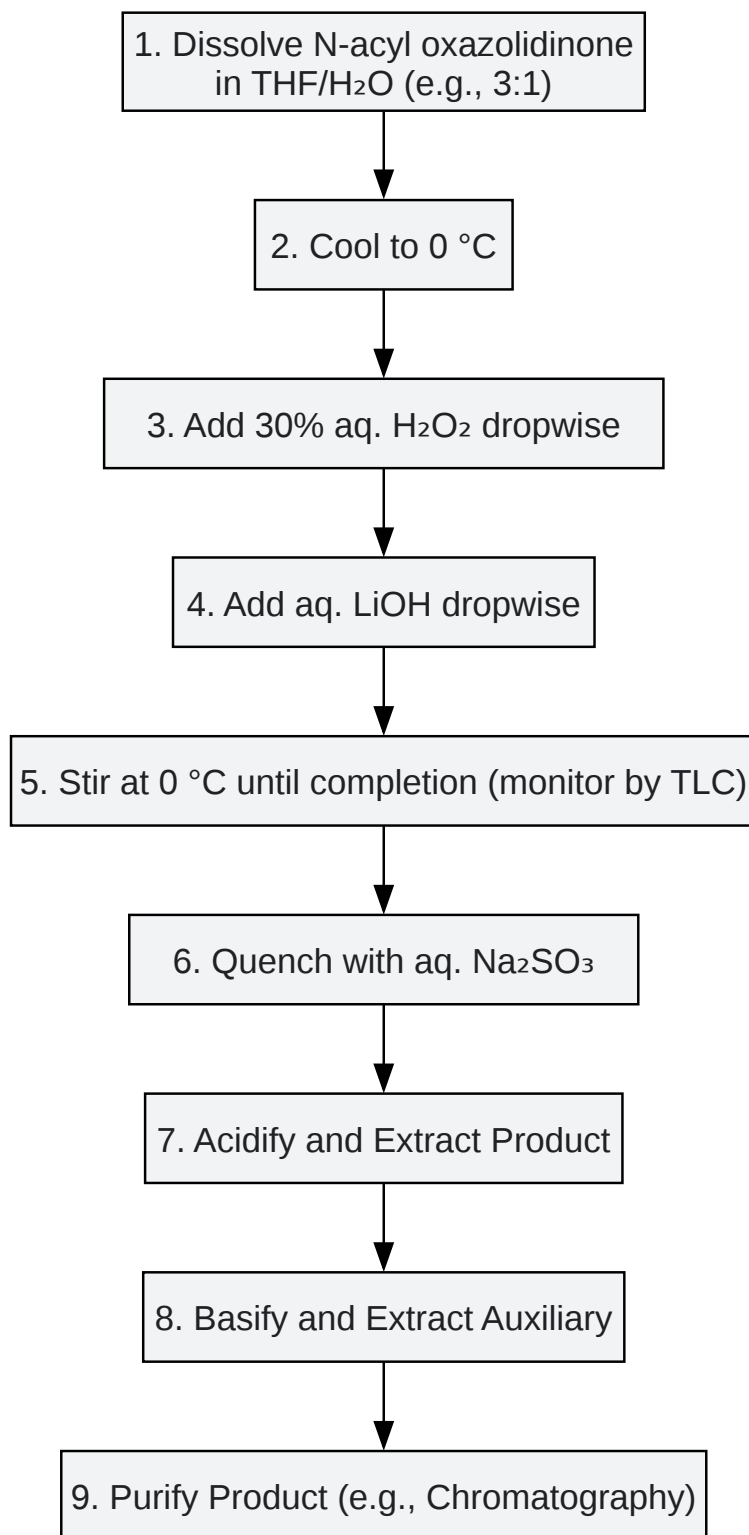 1. Dissolve N-acyl oxazolidinone
in THF/H₂O (e.g., 3:1)
2. Cool to 0 °C
3. Add 30% aq. H₂O₂ dropwise
4. Add aq. LiOH dropwise
5. Stir at 0 °C until completion (monitor by TLC)
6. Quench with aq. Na₂SO₃
7. Acidify and Extract Product
8. Basify and Extract Auxiliary
9. Purify Product (e.g., Chromatography)